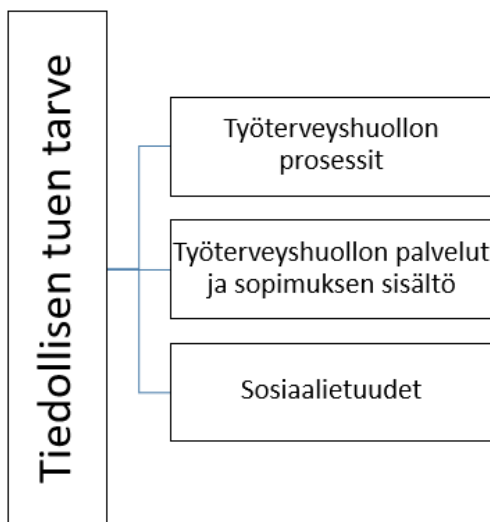 Tiedollisen tuen tarve
Työterveyshuollon
prosessit
Työterveyshuollon palvelut
ja sopimuksen sisältö
Sosiaalietuudet